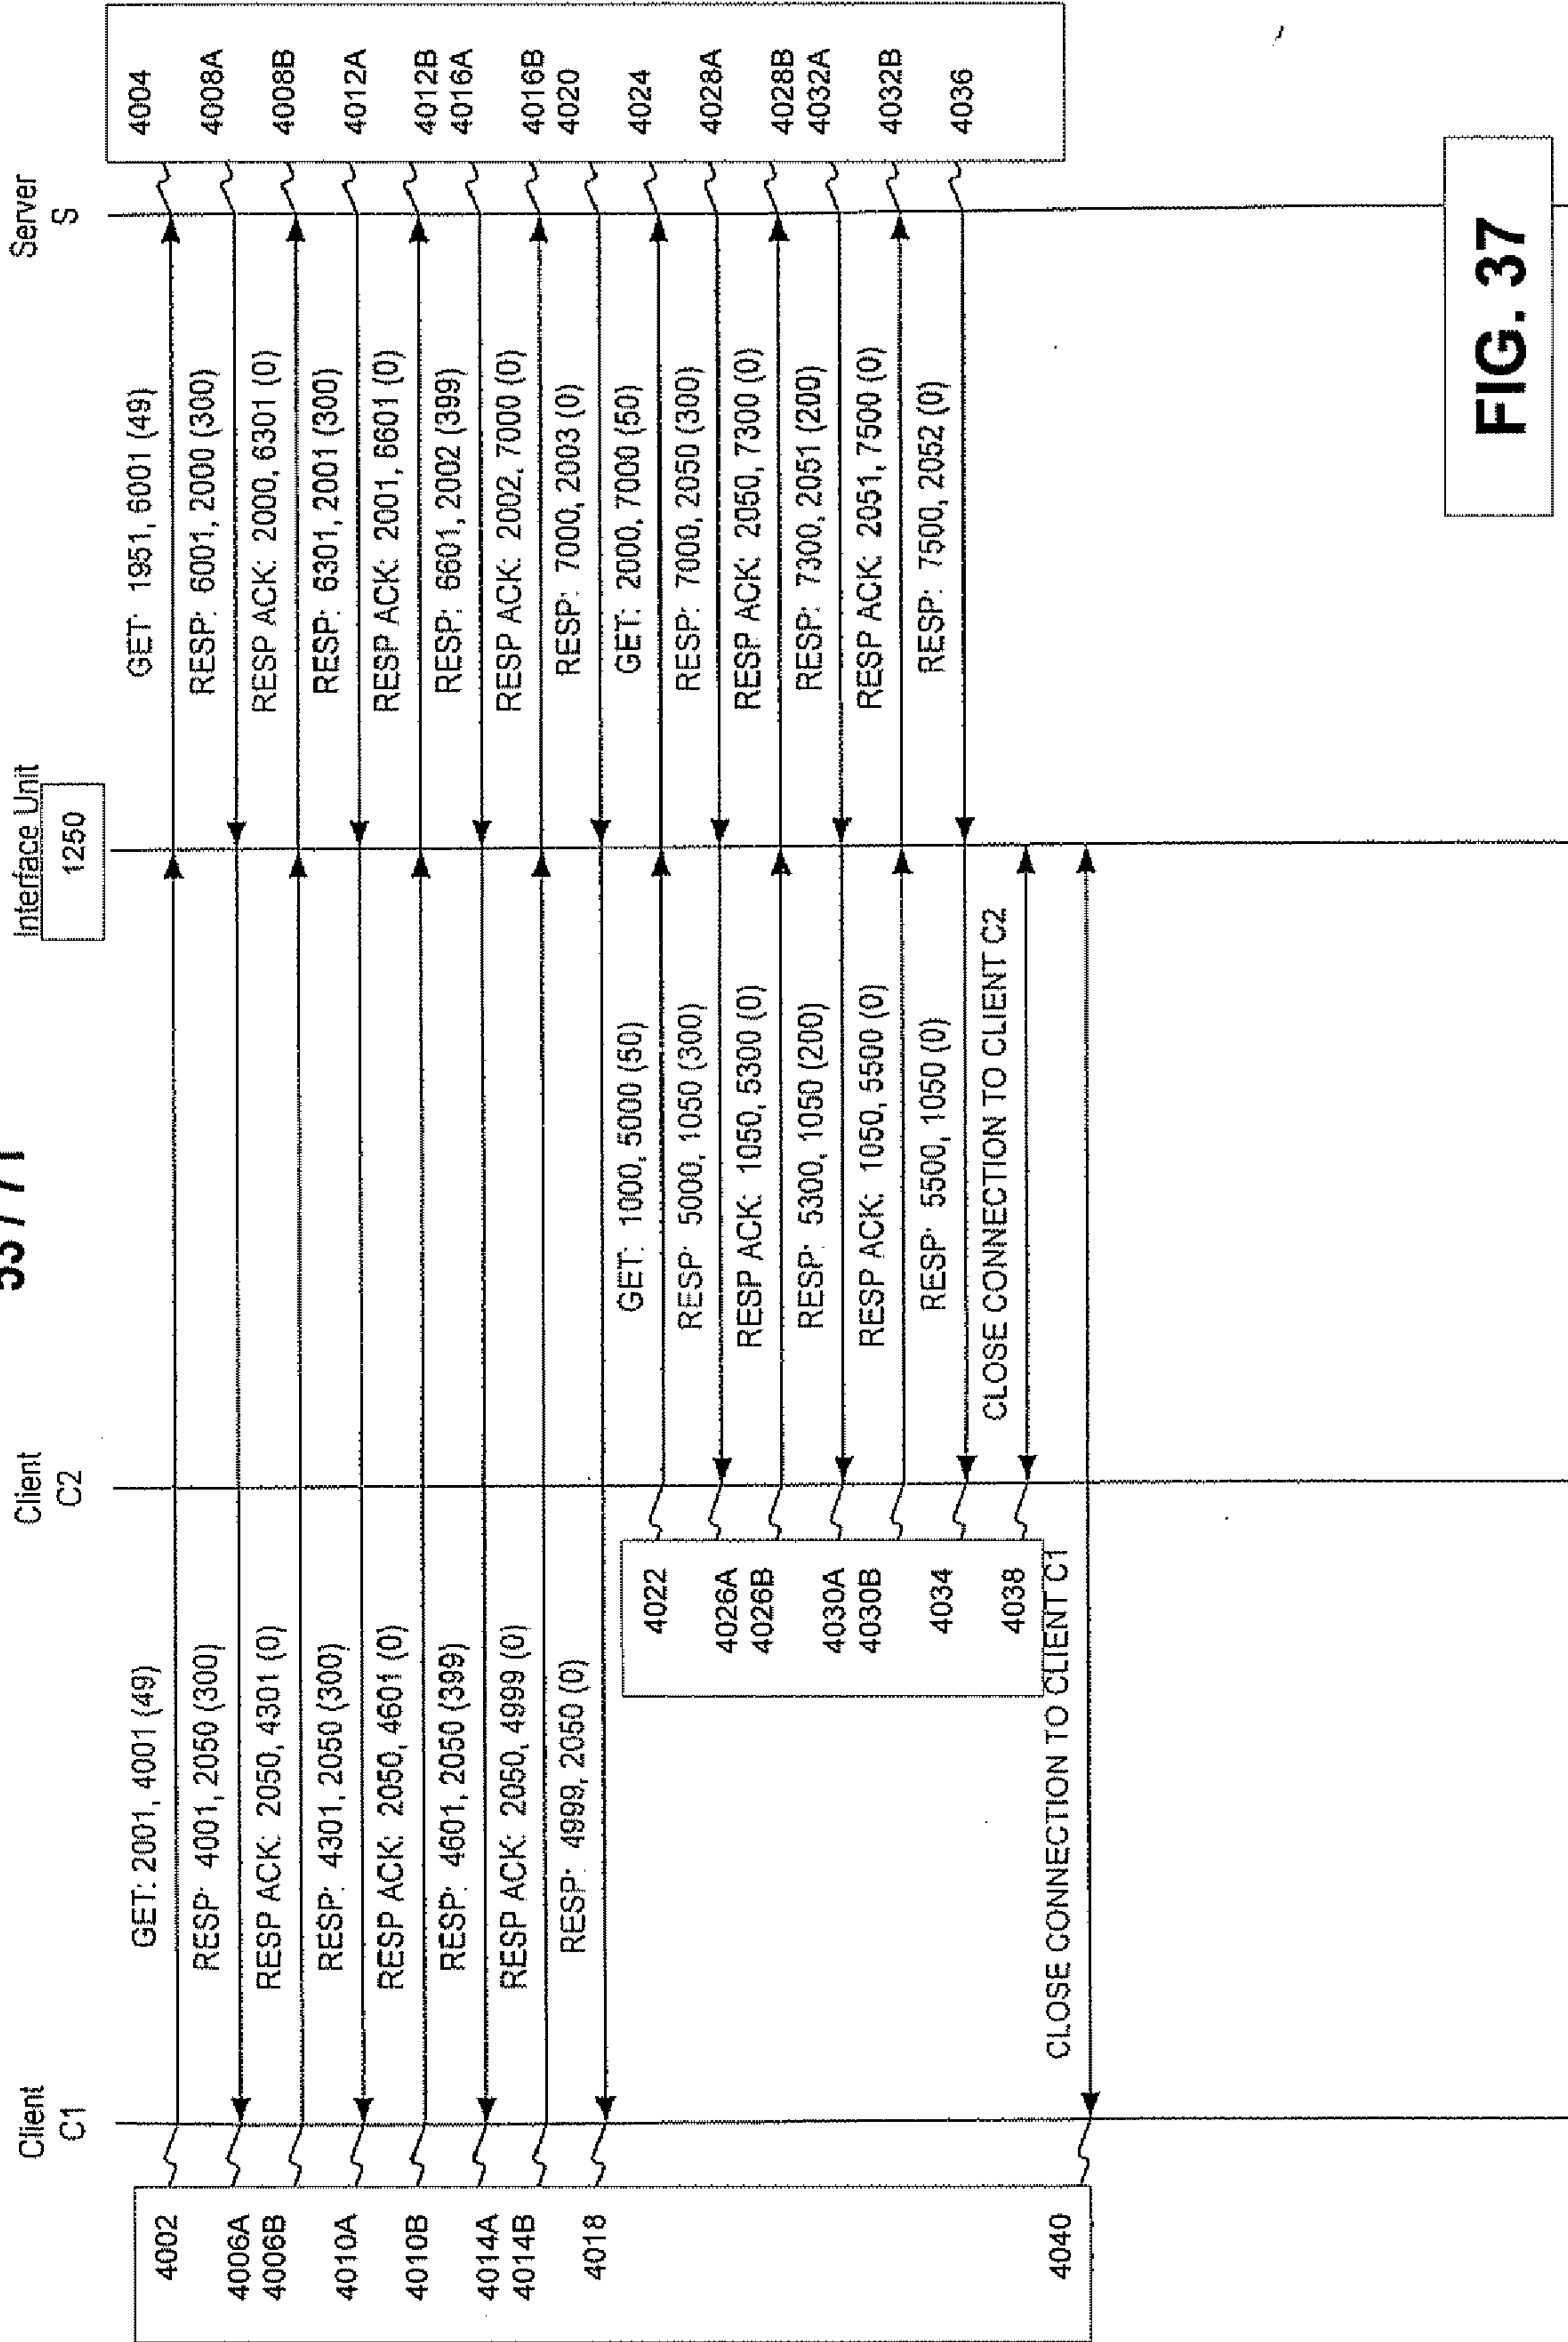 53 / 71
Client
C1
Client
C2
Interface Unit
1250
Server
S
4002
4006A
4006B
4010A
4010B
4014A
4014B
4018
4040
GET: 2001, 4001 (49)
RESP: 4001, 2050 (300)
RESP ACK: 2050, 4301 (0)
RESP: 4301, 2050 (300)
RESP ACK: 2050, 4601 (0)
RESP: 4601, 2050 (399)
RESP ACK: 2050, 4999 (0)
RESP: 4999, 2050 (0)
CLOSE CONNECTION TO CLIENT C1
4022
4026A
4026B
4030A
4030B
4034
4038
GET: 1000, 5000 (50)
RESP: 5000, 1050 (300)
RESP ACK: 1050, 5300 (0)
RESP: 5300, 1050 (200)
RESP ACK: 1050, 5500 (0)
RESP: 5500, 1050 (0)
CLOSE CONNECTION TO CLIENT C2
GET: 1951, 6001 (49)
RESP: 6001, 2000 (300)
RESP ACK: 2000, 6301 (0)
RESP: 6301, 2001 (300)
RESP ACK: 2001, 6601 (0)
RESP: 6601, 2002 (399)
RESP ACK: 2002, 7000 (0)
RESP: 7000, 2003 (0)
GET: 2000, 7000 (50)
RESP: 7000, 2050 (300)
RESP ACK: 2050, 7300 (0)
RESP: 7300, 2051 (200)
RESP ACK: 2051, 7500 (0)
RESP: 7500, 2052 (0)
4004
4008A
4008B
4012A
4012B
4016A
4016B
4020
4024
4028A
4028B
4032A
4032B
4036
FIG. 37